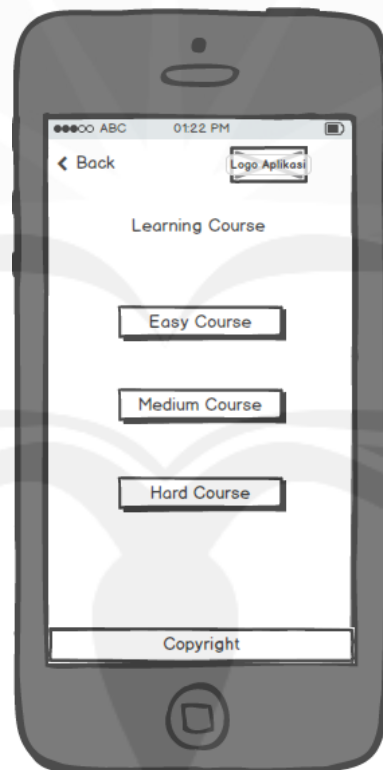 ●●●○○ ABC 01:22 PM
< Back
Logo Aplikasi
Learning Course
Easy Course
Medium Course
Hard Course
Copyright